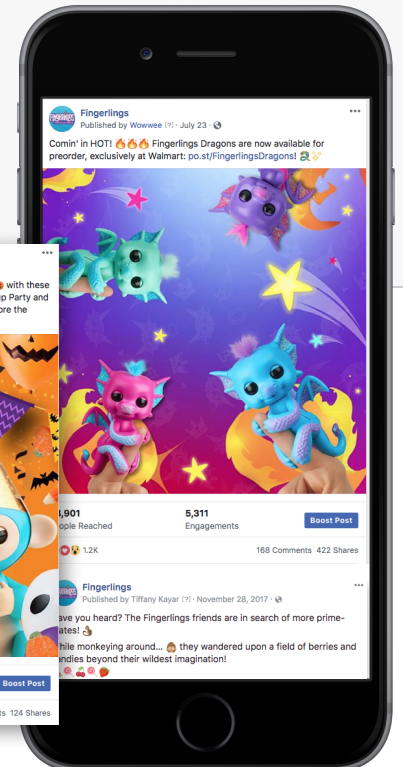 Fingerlings
Published by Wowwee [?] · July 23 ·
Comin' in HOT! 🔥🔥🔥 Fingerlings Dragons are now available for
preorder, exclusively at Walmart: po.st/FingerlingsDragons! 🐉✨
with these
p Party and
ore the
,901
5,311
ople Reached
Engagements
Boost Post
1.2K
168 Comments 422 Shares
Boost Post
ts 124 Shares
Fingerlings
Published by Tiffany Kayar [?] · November 28, 2017 ·
ave you heard? The Fingerlings friends are in search of more prime-
ates! 🐒
hile monkeying around... 🙈 they wandered upon a field of berries and
andies beyond their wildest imagination!
🍭🍒🍭🍓